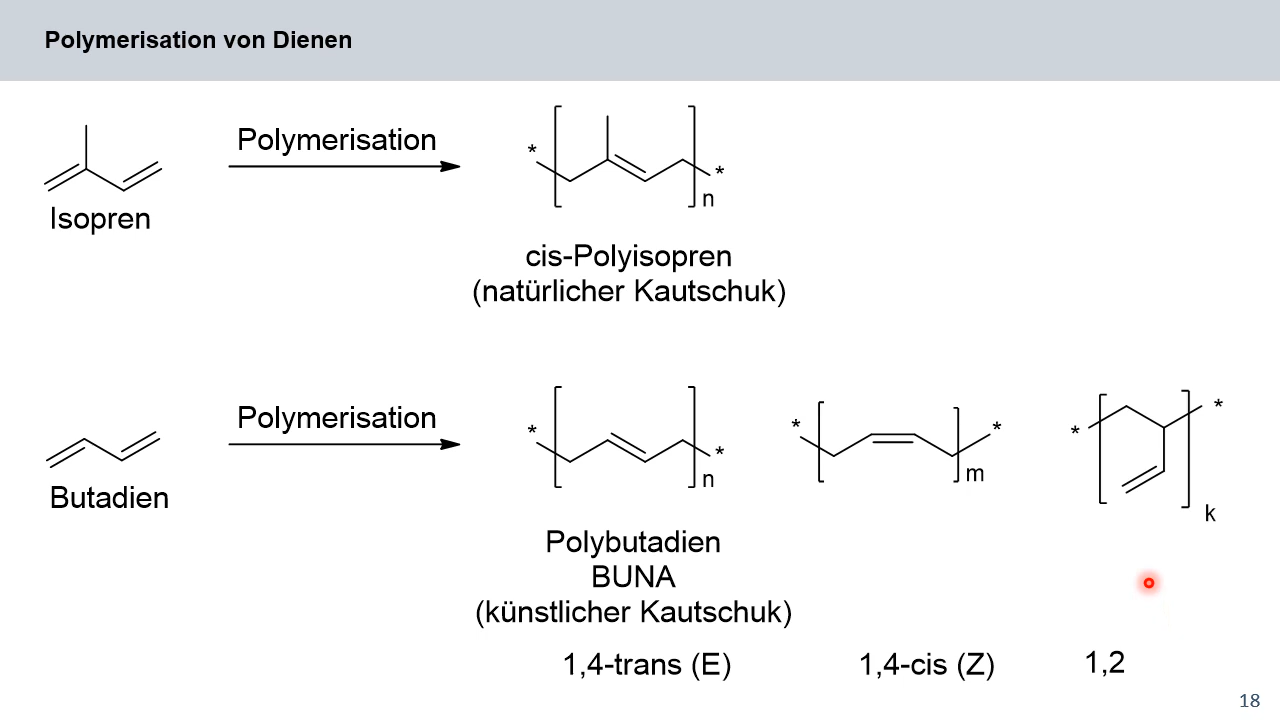 Polymerisation von Dienen
Polymerisation
*
*
n
Isopren
cis-Polyisopren
(natürlicher Kautschuk)
Polymerisation
*
*
n
*
*
m
*
*
k
Butadien
Polybutadien
BUNA
(künstlicher Kautschuk)
1,4-trans (E)
1,4-cis (Z)
1,2
18